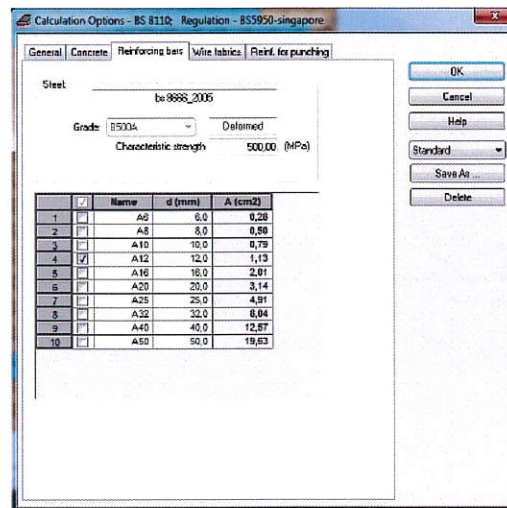 Calculation Options - BS 8110; Regulation - BS5950-singapore
General Concrete Reinforcing bars Wire fabrics Reinf. for punching
Steel:
bs 8666_2005
Grade: B500A Deformed
Characteristic strength 500,00 (MPa)
OK
Cancel
Help
Standard
Save As ...
Delete
Name d (mm) A (cm2)
1 A6 6,0 0,28
2 A8 8,0 0,50
3 A10 10,0 0,79
4 A12 12,0 1,13
5 A16 16,0 2,01
6 A20 20,0 3,14
7 A25 25,0 4,91
8 A32 32,0 8,04
9 A40 40,0 12,57
10 A50 50,0 19,63